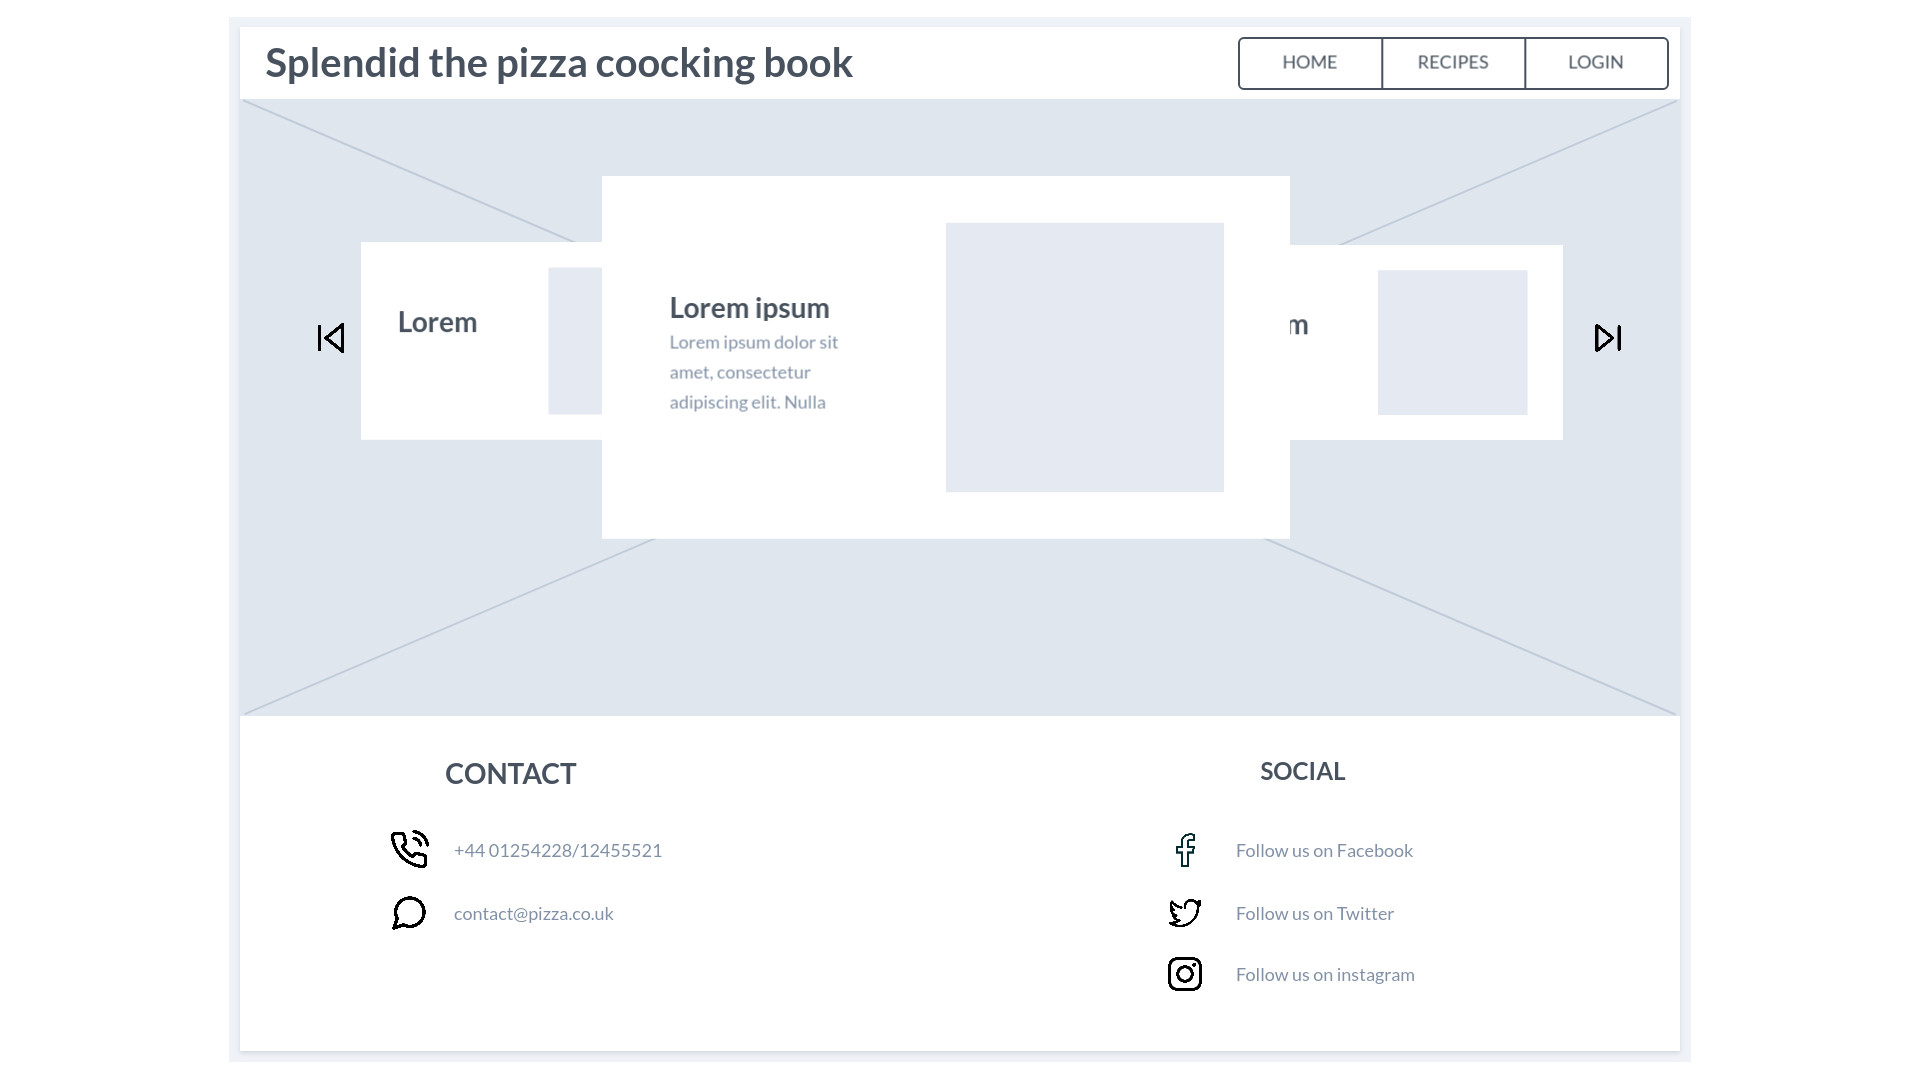 Splendid the pizza coocking book
HOME
RECIPES
LOGIN
Lorem
Lorem ipsum
Lorem ipsum dolor sit
amet, consectetur
adipiscing elit. Nulla
m
CONTACT
+44 01254228/12455521
contact@pizza.co.uk
SOCIAL
Follow us on Facebook
Follow us on Twitter
Follow us on instagram